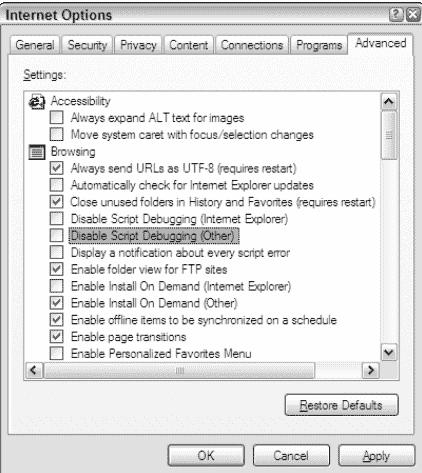 Internet Options
General Security Privacy Content Connections Programs Advanced
Settings:
Accessibility
Always expand ALT text for images
Move system caret with focus/selection changes
Browsing
Always send URLs as UTF-8 (requires restart)
Automatically check for Internet Explorer updates
Close unused folders in History and Favorites (requires restart)
Disable Script Debugging (Internet Explorer)
Disable Script Debugging (Other)
Display a notification about every script error
Enable folder view for FTP sites
Enable Install On Demand (Internet Explorer)
Enable Install On Demand (Other)
Enable offline items to be synchronized on a schedule
Enable page transitions
Enable Personalized Favorites Menu
Restore Defaults
OK Cancel Apply